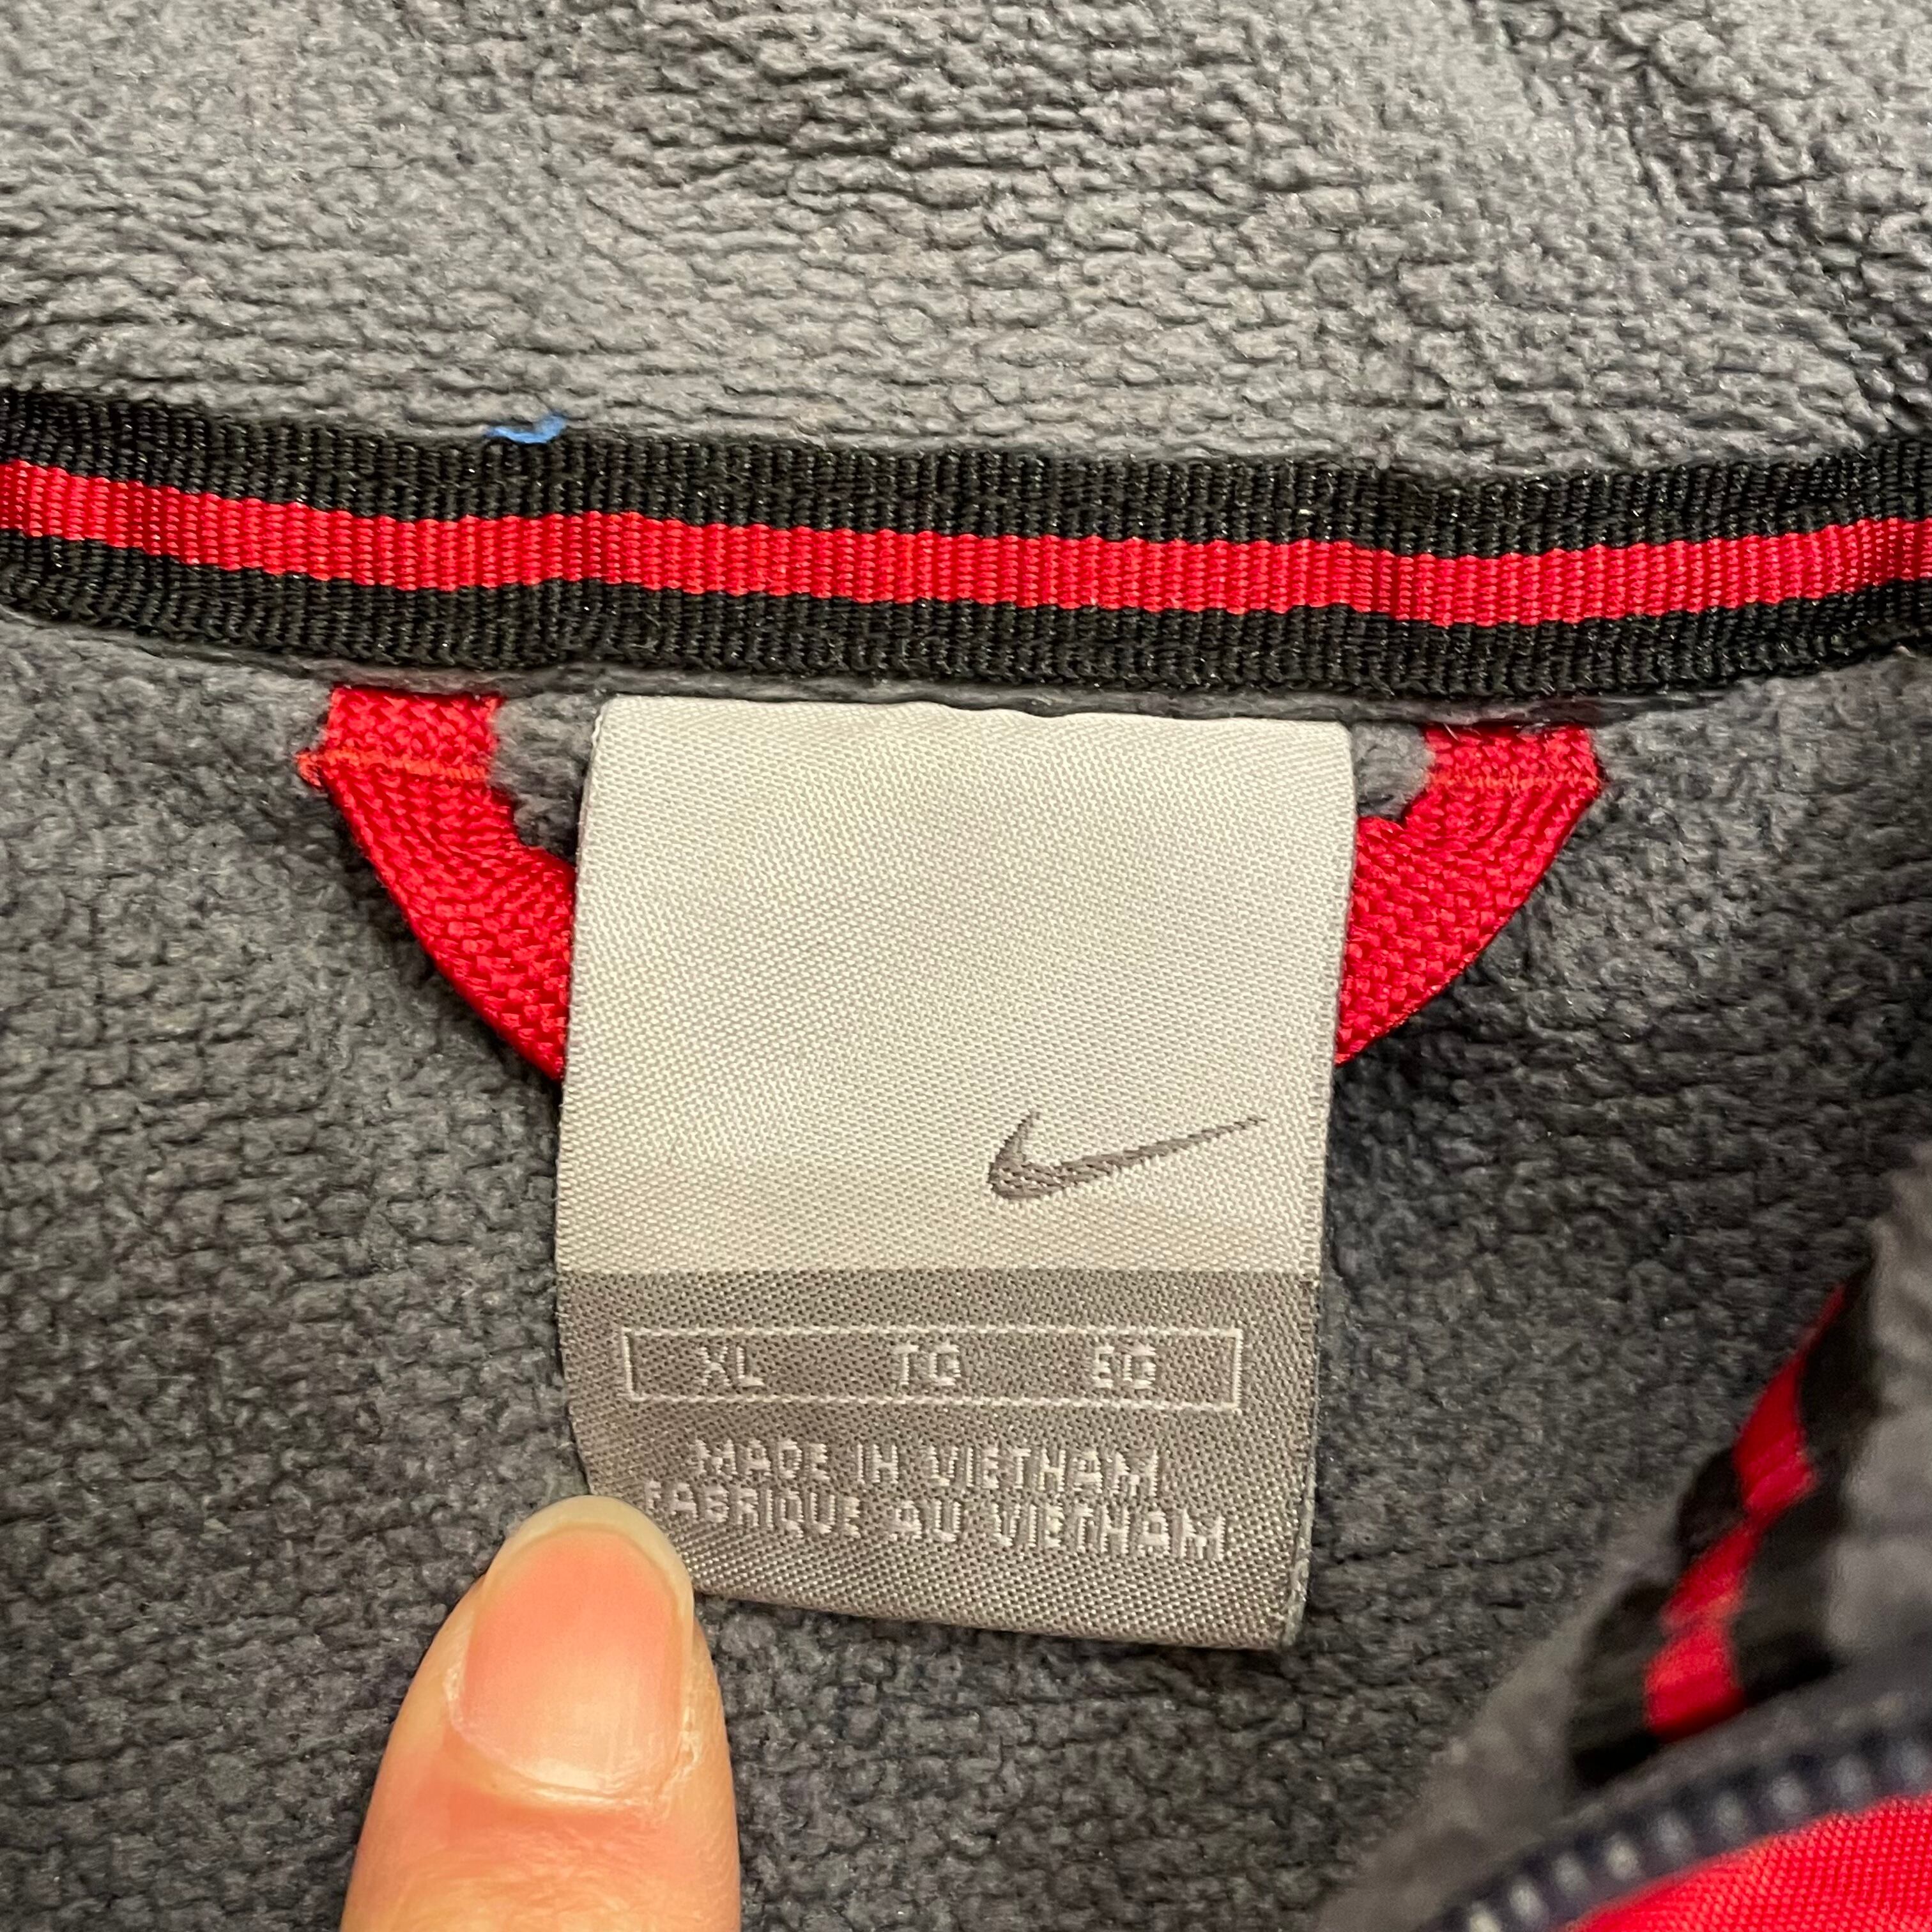 XL TG EG
MADE IN VIETNAM
FABRIQUE AU VIETNAM